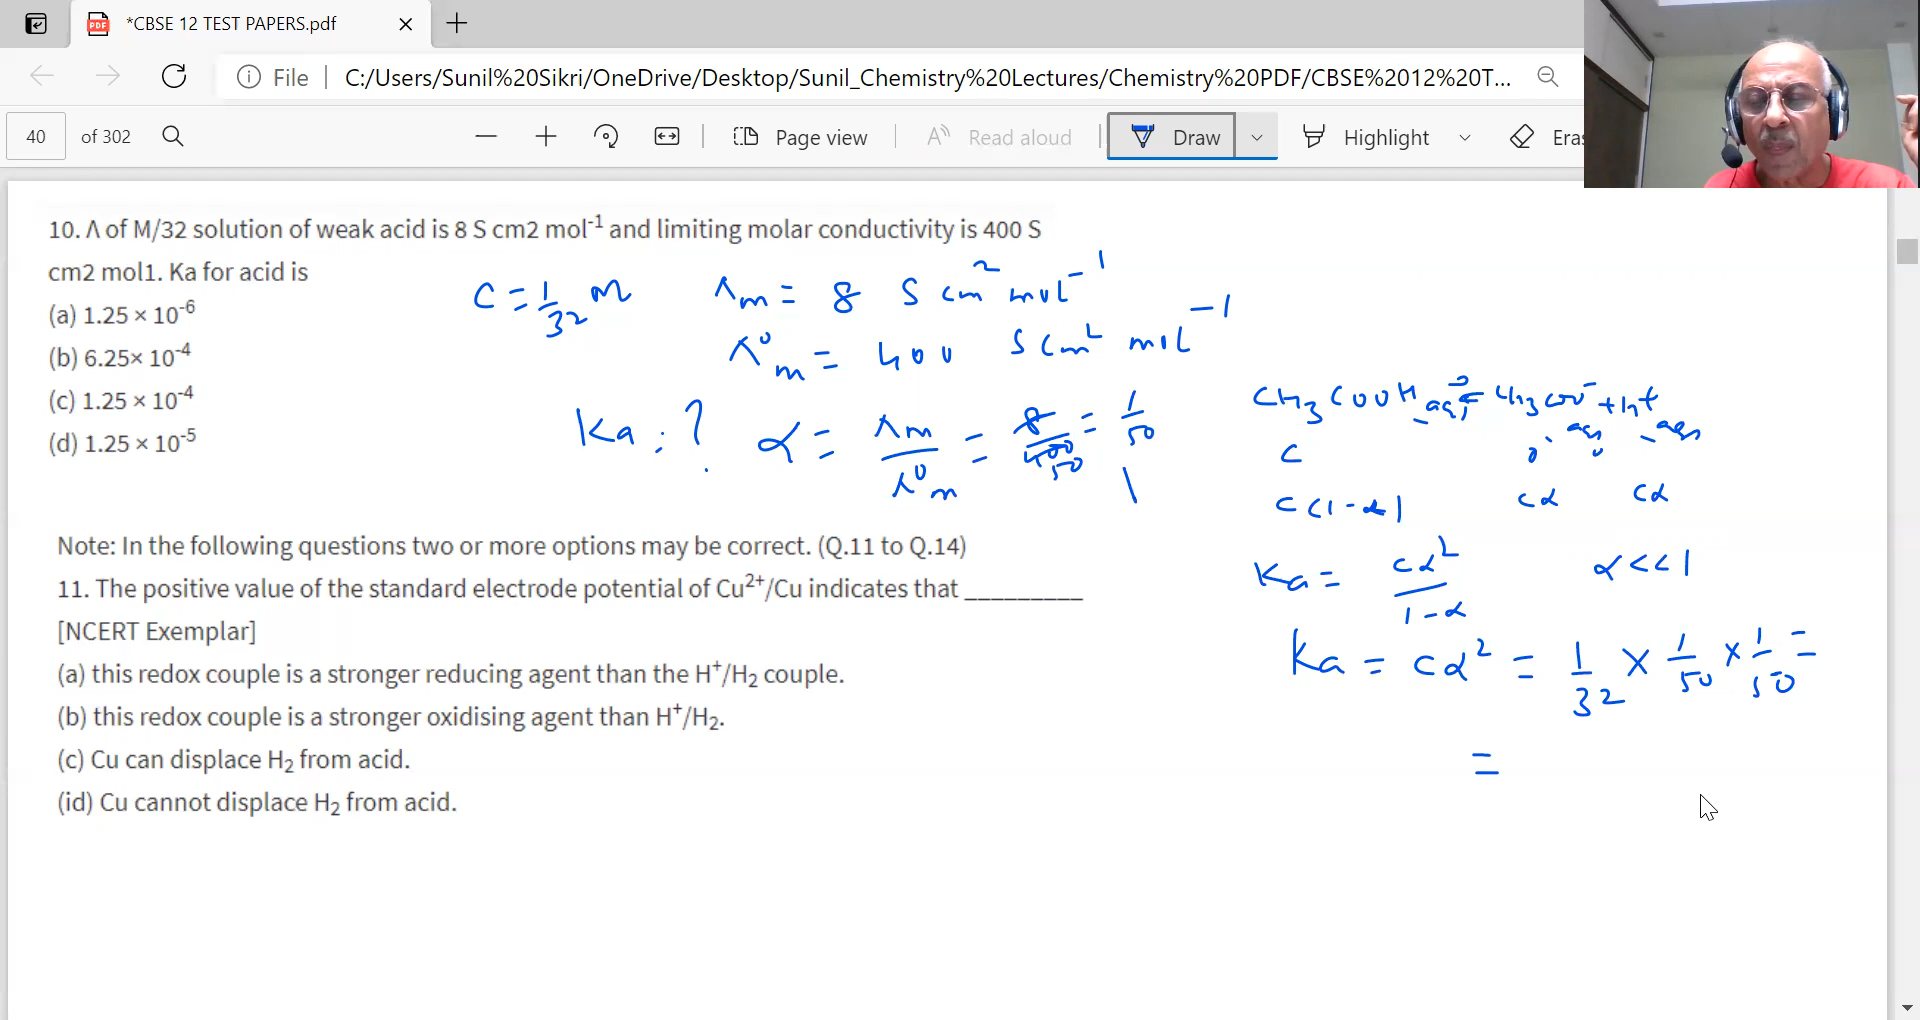 *CBSE 12 TEST PAPERS.pdf
File
C:/Users/Sunil%20Sikri/OneDrive/Desktop/Sunil_Chemistry%20Lectures/Chemistry%20PDF/CBSE%2012%20T...
40 of 302
Page view
Read aloud
Draw
Highlight
Eras
10. Λ of M/32 solution of weak acid is 8 S cm2 mol⁻¹ and limiting molar conductivity is 400 S
cm2 mol1. Ka for acid is
(a) 1.25 × 10⁻⁶
(b) 6.25× 10⁻⁴
(c) 1.25 × 10⁻⁴
(d) 1.25 × 10⁻⁵
C = 1/32 M
Λm = 8 S cm² mol⁻¹
Λ⁰m = 400 S cm² mol⁻¹
Ka = ?
α = Λm/Λ⁰m = 8/400 50 = 1/50
CH3COOH aq ⇌ CH3COO⁻ aq + H⁺ aq
C 0 0
C(1-α) Cα Cα
Ka = Cα²/1-α α<<1
Ka = Cα² = 1/32 × 1/50 × 1/50 =
=
Note: In the following questions two or more options may be correct. (Q.11 to Q.14)
11. The positive value of the standard electrode potential of Cu²⁺/Cu indicates that _________
[NCERT Exemplar]
(a) this redox couple is a stronger reducing agent than the H⁺/H₂ couple.
(b) this redox couple is a stronger oxidising agent than H⁺/H₂.
(c) Cu can displace H₂ from acid.
(id) Cu cannot displace H₂ from acid.